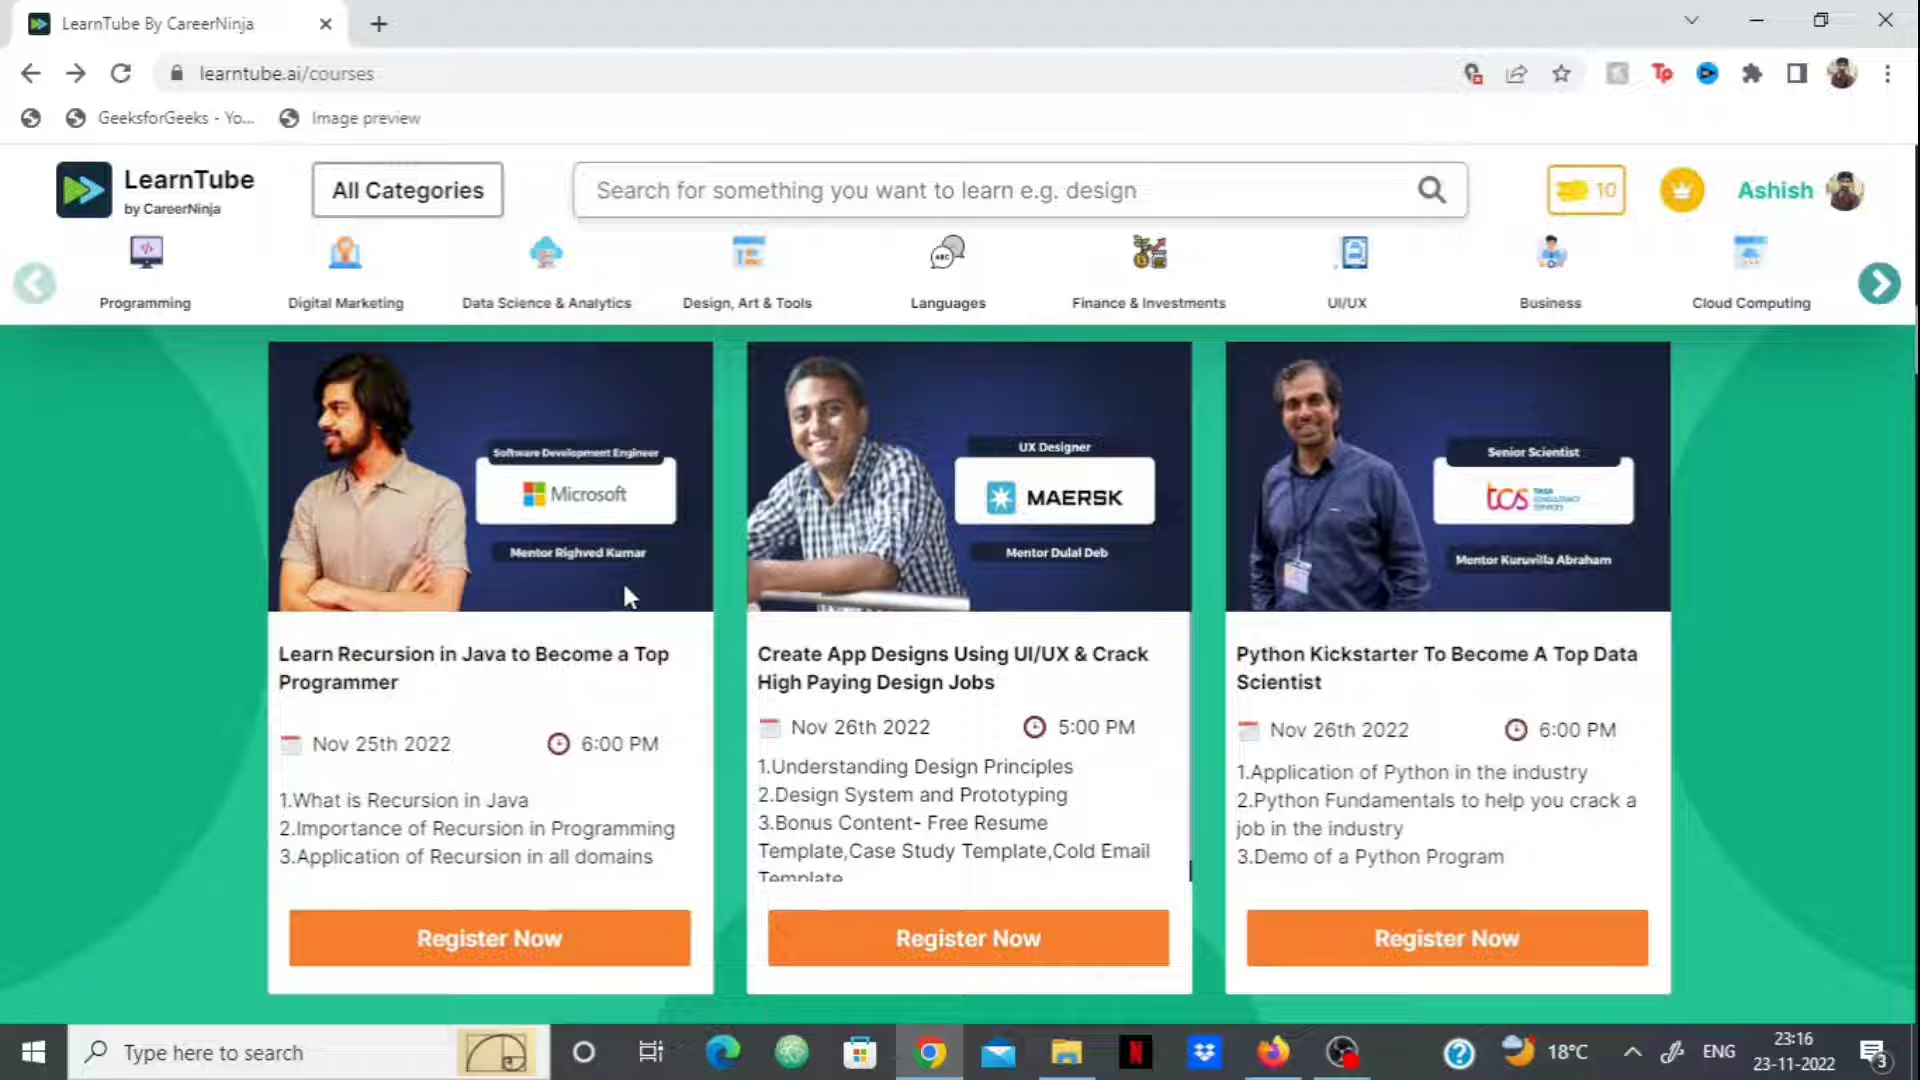 LearnTube By CareerNinja
learntube.ai/courses
GeeksforGeeks - Yo...
Image preview
LearnTube
by CareerNinja
All Categories
Search for something you want to learn e.g. design
10
Ashish
Programming
Digital Marketing
Data Science & Analytics
Design, Art & Tools
Languages
Finance & Investments
UI/UX
Business
Cloud Computing
Software Development Engineer
Microsoft
Mentor Righved Kumar
Learn Recursion in Java to Become a Top
Programmer
Nov 25th 2022
6:00 PM
1.What is Recursion in Java
2.Importance of Recursion in Programming
3.Application of Recursion in all domains
Register Now
UX Designer
MAERSK
Mentor Dulal Deb
Create App Designs Using UI/UX & Crack
High Paying Design Jobs
Nov 26th 2022
5:00 PM
1.Understanding Design Principles
2.Design System and Prototyping
3.Bonus Content- Free Resume
Template,Case Study Template,Cold Email
Template
Register Now
Senior Scientist
tcs
TATA
CONSULTANCY
SERVICES
Mentor Kuruvilla Abraham
Python Kickstarter To Become A Top Data
Scientist
Nov 26th 2022
6:00 PM
1.Application of Python in the industry
2.Python Fundamentals to help you crack a
job in the industry
3.Demo of a Python Program
Register Now
Type here to search
18°C
ENG
23:16
23-11-2022
3